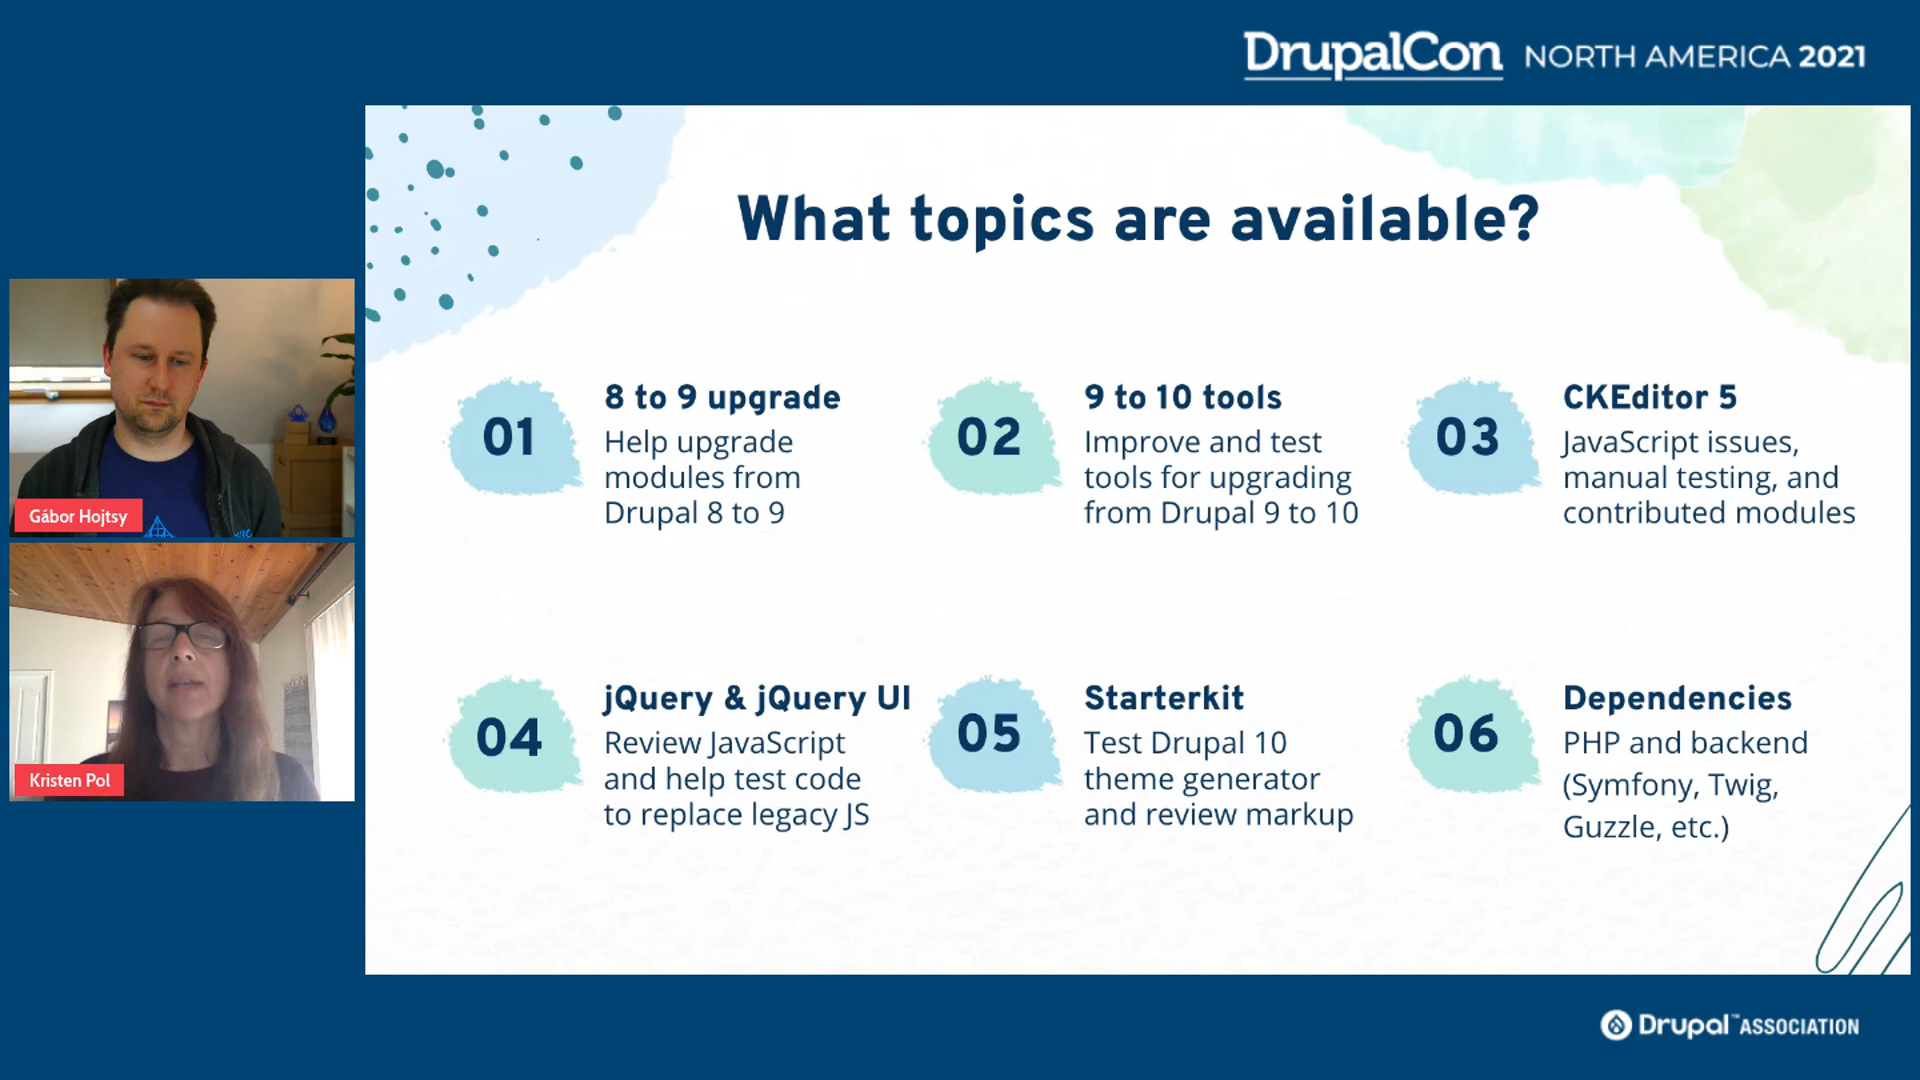 DrupalCon NORTH AMERICA 2021
What topics are available?
01
8 to 9 upgrade
Help upgrade
modules from
Drupal 8 to 9
02
9 to 10 tools
Improve and test
tools for upgrading
from Drupal 9 to 10
03
CKEditor 5
JavaScript issues,
manual testing, and
contributed modules
04
jQuery & jQuery UI
Review JavaScript
and help test code
to replace legacy JS
05
Starterkit
Test Drupal 10
theme generator
and review markup
06
Dependencies
PHP and backend
(Symfony, Twig,
Guzzle, etc.)
Gábor Hojtsy
Kristen Pol
Drupal™ ASSOCIATION